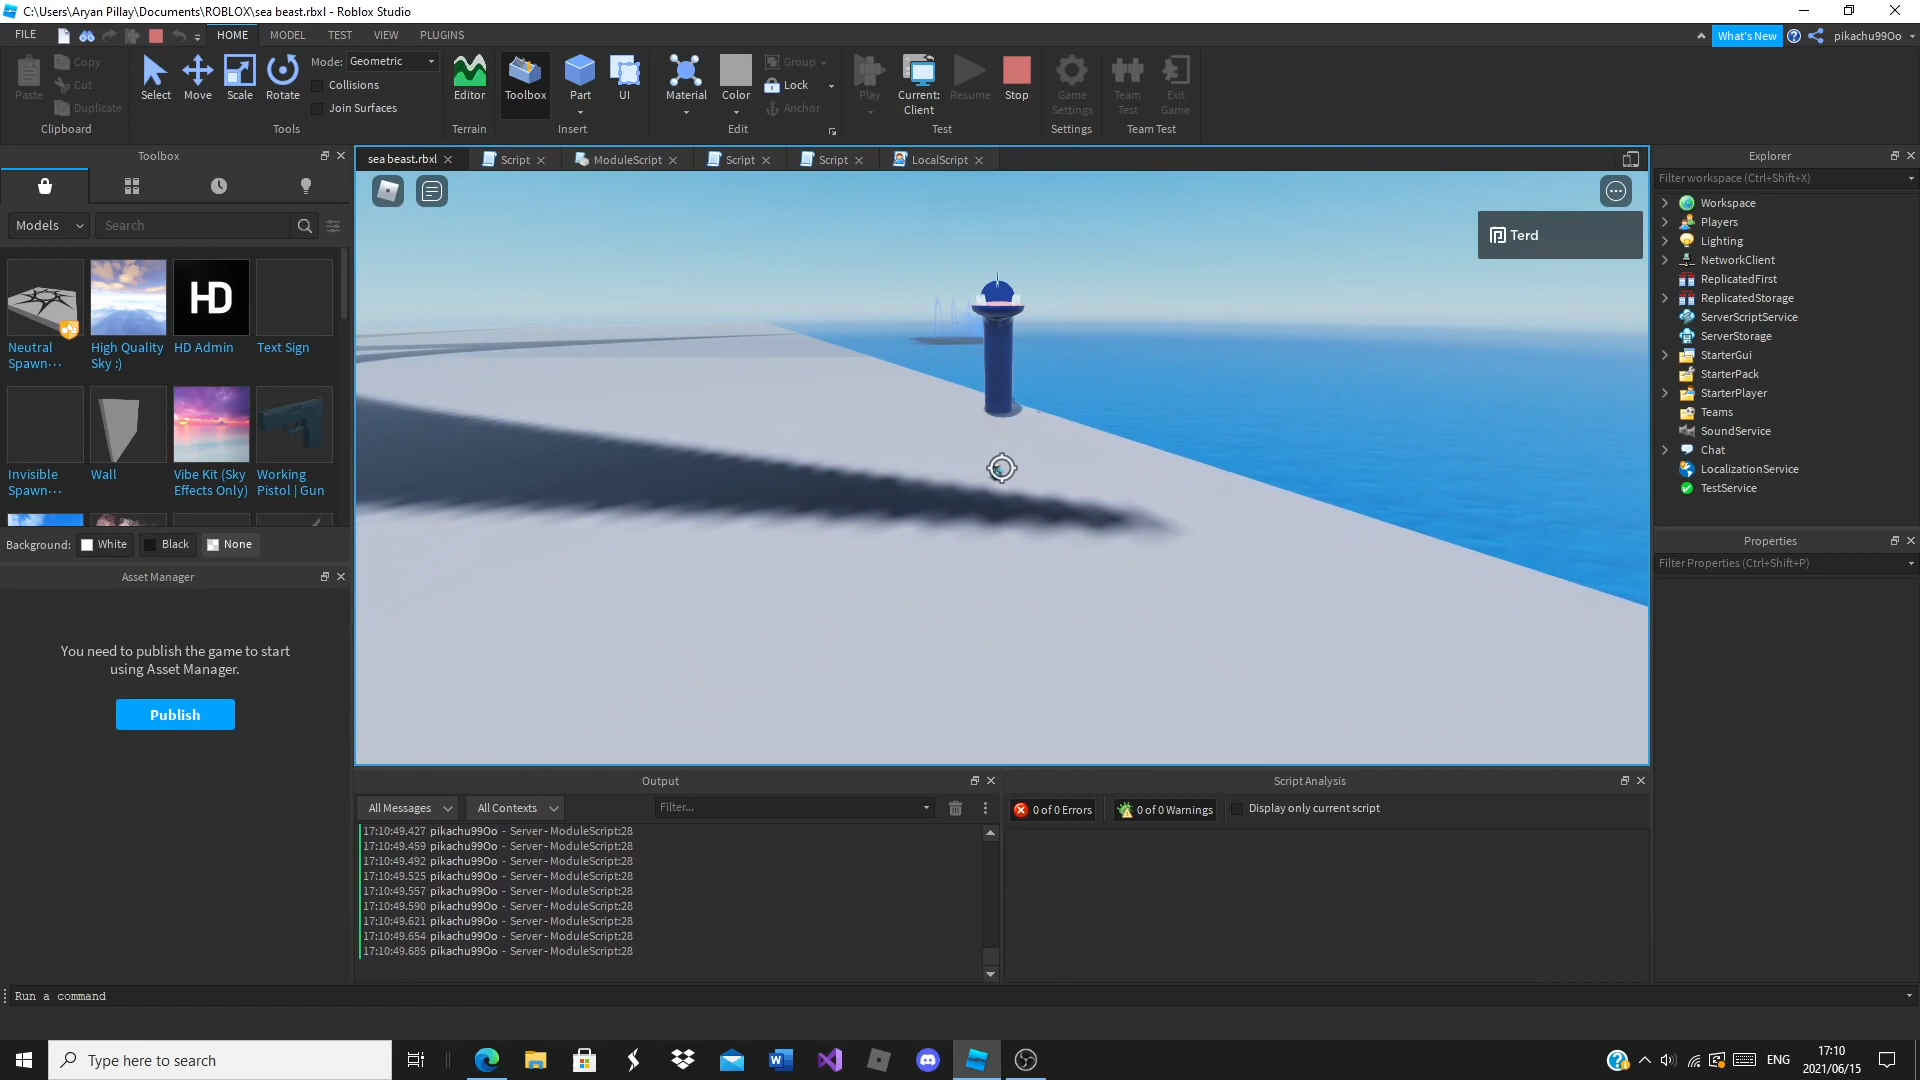 C:\Users\Aryan Pillay\Documents\ROBLOX\sea beast.rbxl - Roblox Studio
FILE HOME MODEL TEST VIEW PLUGINS What's New pikachu99Oo
Paste Copy Cut Duplicate
Clipboard
Select Move Scale Rotate
Mode: Geometric
Collisions
Join Surfaces
Tools
Editor
Terrain
Toolbox Part UI
Insert
Material Color Group Lock Anchor
Edit
Play Current: Client Resume Stop
Test
Game Settings
Settings
Team Test Exit Game
Team Test
Toolbox
sea beast.rbxl Script ModuleScript Script Script LocalScript
Models Search
Neutral Spawn...
High Quality Sky :)
HD Admin
Text Sign
Invisible Spawn...
Wall
Vibe Kit (Sky Effects Only)
Working Pistol | Gun
HD
Background: White Black None
Asset Manager
You need to publish the game to start
using Asset Manager.
Publish
Terd
Explorer
Filter workspace (Ctrl+Shift+X)
Workspace
Players
Lighting
NetworkClient
ReplicatedFirst
ReplicatedStorage
ServerScriptService
ServerStorage
StarterGui
StarterPack
StarterPlayer
Teams
SoundService
Chat
LocalizationService
TestService
Properties
Filter Properties (Ctrl+Shift+P)
Output
All Messages All Contexts Filter...
17:10:49.427 pikachu99Oo - Server - ModuleScript:28
17:10:49.459 pikachu99Oo - Server - ModuleScript:28
17:10:49.492 pikachu99Oo - Server - ModuleScript:28
17:10:49.525 pikachu99Oo - Server - ModuleScript:28
17:10:49.557 pikachu99Oo - Server - ModuleScript:28
17:10:49.590 pikachu99Oo - Server - ModuleScript:28
17:10:49.621 pikachu99Oo - Server - ModuleScript:28
17:10:49.654 pikachu99Oo - Server - ModuleScript:28
17:10:49.685 pikachu99Oo - Server - ModuleScript:28
Script Analysis
0 of 0 Errors 0 of 0 Warnings Display only current script
Run a command
Type here to search
ENG
17:10
2021/06/15